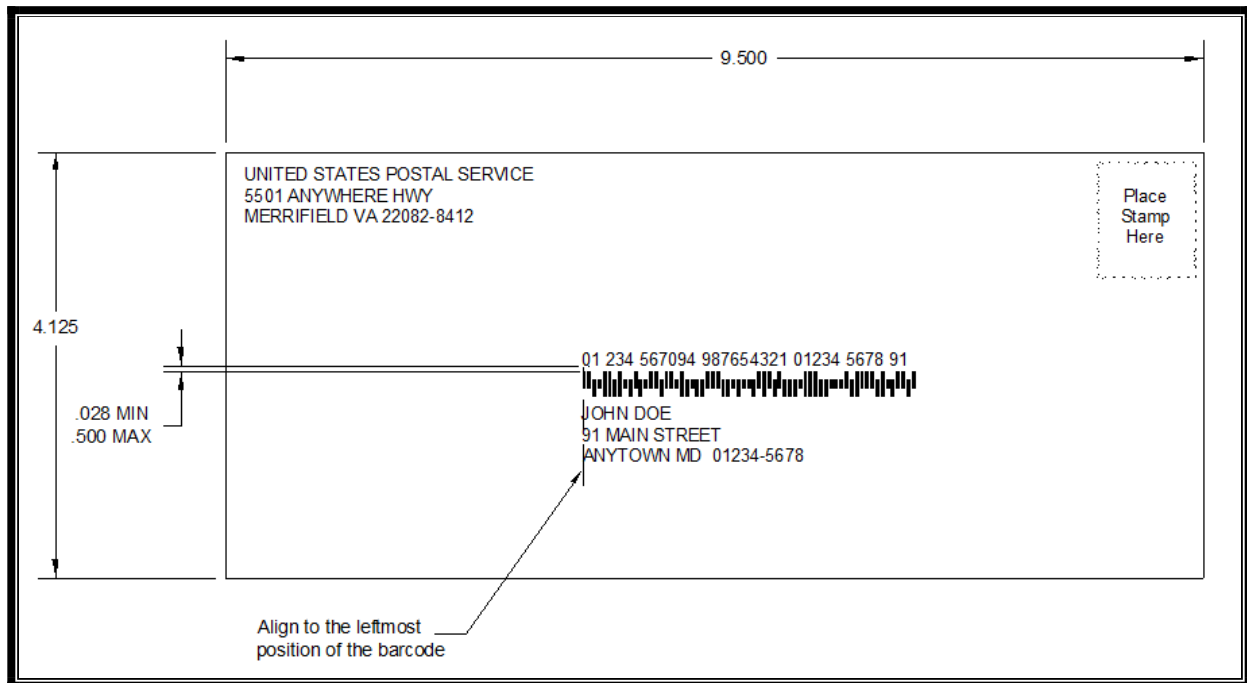 9.500
UNITED STATES POSTAL SERVICE
5501 ANYWHERE HWY
MERRIFIELD VA 22082-8412
Place
Stamp
Here
4.125
01 234 567094 987654321 01234 5678 91
.028 MIN
.500 MAX
JOHN DOE
91 MAIN STREET
ANYTOWN MD  01234-5678
Align to the leftmost
position of the barcode